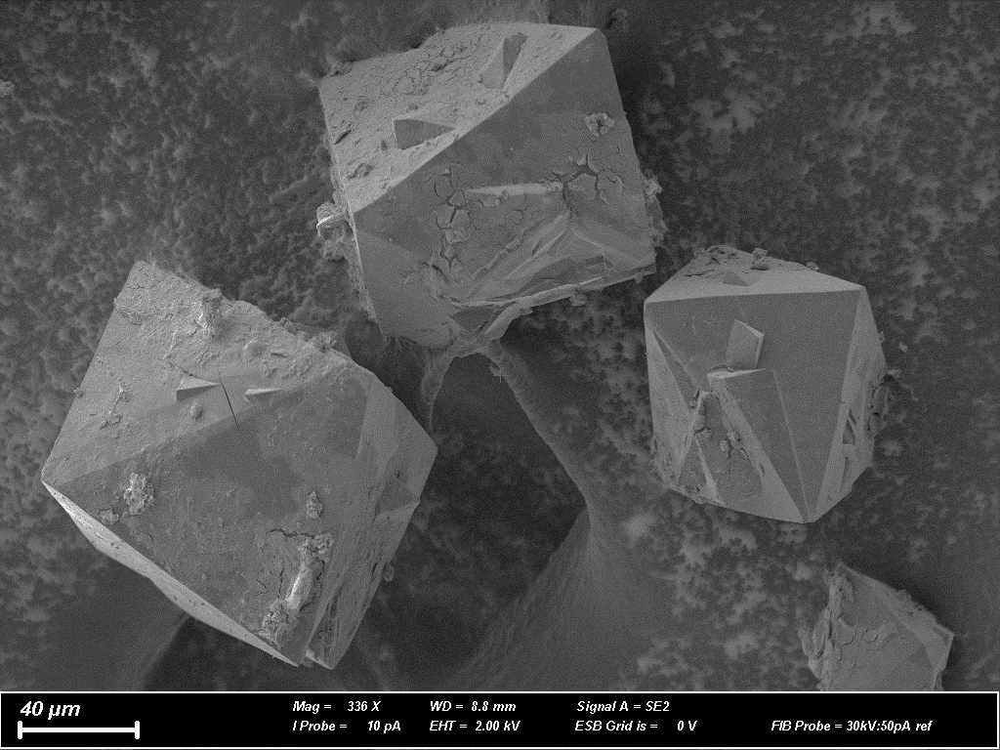 40 µm
Mag = 336 X WD = 8.8 mm Signal A = SE2
I Probe = 10 pA EHT = 2.00 kV ESB Grid is = 0 V FIB Probe = 30kV:50pA ref